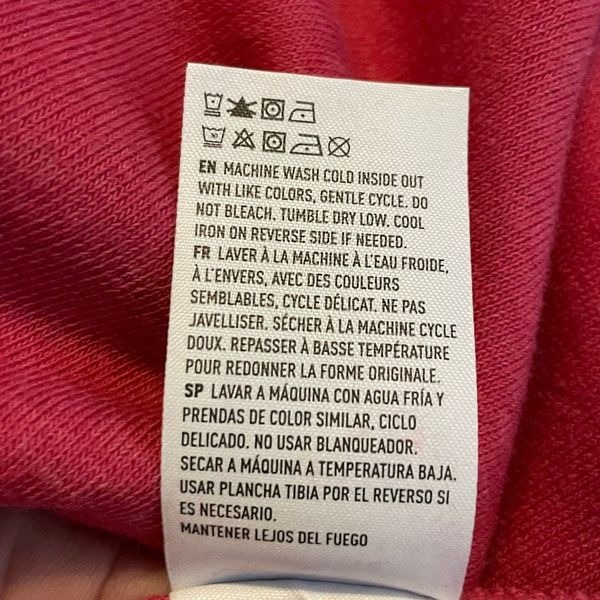 EN MACHINE WASH COLD INSIDE OUT
WITH LIKE COLORS, GENTLE CYCLE. DO
NOT BLEACH. TUMBLE DRY LOW. COOL
IRON ON REVERSE SIDE IF NEEDED.
FR LAVER À LA MACHINE À L'EAU FROIDE,
À L'ENVERS, AVEC DES COULEURS
SEMBLABLES, CYCLE DÉLICAT. NE PAS
JAVELLISER. SÉCHER À LA MACHINE CYCLE
DOUX. REPASSER À BASSE TEMPÉRATURE
POUR REDONNER LA FORME ORIGINALE.
SP LAVAR A MÁQUINA CON AGUA FRÍA Y
PRENDAS DE COLOR SIMILAR, CICLO
DELICADO. NO USAR BLANQUEADOR.
SECAR A MÁQUINA A TEMPERATURA BAJA.
USAR PLANCHA TIBIA POR EL REVERSO SI
ES NECESARIO.
MANTENER LEJOS DEL FUEGO